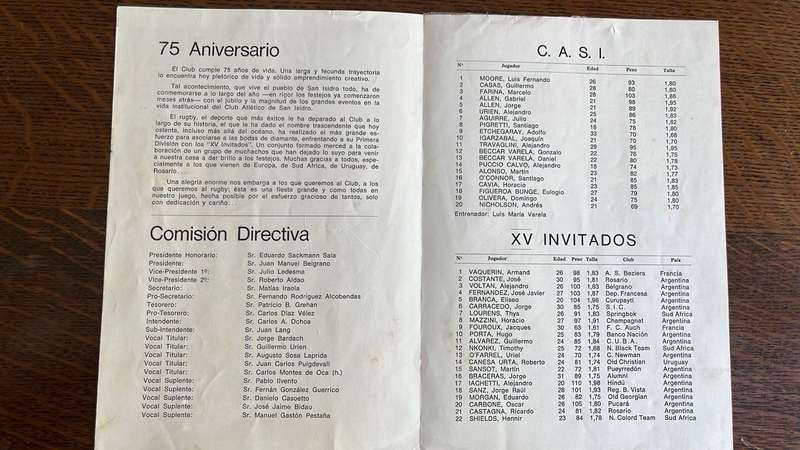 75 Aniversario
El Club cumple 75 años de vida. Una larga y fecunda trayectoria
lo encuentra hoy pletórico de vida y sólido emprendimiento creativo.
Tal acontecimiento, que vive el pueblo de San Isidro todo, ha de
conmemorarse a lo largo del año —en rigor los festejos ya comenzaron
meses atrás— con el júbilo y la magnitud de los grandes eventos en la
vida institucional del Club Atlético de San Isidro.
El rugby, el deporte que más éxitos le ha deparado al Club a lo
largo de su historia, el que le ha dado el nombre trascendente que hoy
ostenta, incluso más allá del océano, ha realizado el más grande es-
fuerzo para asociarse a las bodas de diamante, enfrentando a su Primera
División con los "XV Invitados". Un conjunto formado merced a la cola-
boración de un grupo de muchachos que han dejado lo suyo para venir
a nuestra casa a dar brillo a los festejos. Muchas gracias a todos, espe-
cialmente a los que vienen de Europa, de Sud Africa, de Uruguay, de
Rosario...
Una alegría enorme nos embarga a los que queremos al Club, a los
que queremos al rugby; ésta es una fiesta grande y como todas en
nuestro juego, hecha posible por el esfuerzo gracioso de tantos, solo
con dedicación y cariño.
Comisión Directiva
Presidente Honorario: Sr. Eduardo Sackmann Sala
Presidente: Sr. Juan Manuel Belgrano
Vice-Presidente 1º: Sr. Julio Ledesma
Vice-Presidente 2º: Sr. Roberto Aldao
Secretario: Sr. Matías Iraola
Pro-Secretario: Sr. Fernando Rodríguez Alcobendas
Tesorero: Sr. Patricio B. Grehan
Pro-Tesorero: Sr. Carlos Díaz Vélez
Intendente: Sr. Carlos A. Ochoa
Sub-Intendente: Sr. Juan Lang
Vocal Titular: Sr. Jorge Bardach
Vocal Titular: Sr. Guillermo Urien
Vocal Titular: Sr. Augusto Sosa Laprida
Vocal Titular: Sr. Juan Carlos Puigdevall
Vocal Titular: Sr. Carlos Montes de Oca (h.)
Vocal Suplente: Sr. Pablo Ilvento
Vocal Suplente: Sr. Fernán González Guerrico
Vocal Suplente: Sr. Danielo Casoetto
Vocal Suplente: Sr. José Jaime Bidau
Vocal Suplente: Sr. Manuel Gastón Pestaña
C. A. S. I.
Nº Jugador Edad Peso Talla
1 MOORE, Luis Fernando 26 93 1,80
2 CASAS, Guillermo 28 80 1,80
3 FARINA, Marcelo 28 103 1,86
4 ALLEN, Gabriel 21 98 1,95
5 ALLEN, Jorge 21 89 1,92
6 URIEN, Alejandro 25 86 1,83
7 AGUIRRE, Julio 24 75 1,82
8 PIGRETTI, Santiago 18 78 1,80
9 ETCHEGARAY, Adolfo 33 70 1,68
10 IGARZABAL, Joaquín 21 70 1,70
11 TRAVAGLINI, Alejandro 29 95 1,95
12 BECCAR VARELA, Gonzalo 22 76 1,75
13 BECCAR VARELA, Daniel 22 80 1,78
14 PUCCIO CALVO, Alejandro 18 74 1,73
15 ALONSO, Martín 23 82 1,77
16 O'CONNOR, Santiago 21 85 1,83
17 CAVIA, Horacio 23 85 1,85
18 FIGUEROA BUNGE, Eulogio 27 79 1,80
19 OLIVERA, Domingo 24 75 1,80
20 NICHOLSON, Andrés 21 69 1,70
Entrenador: Luis María Varela
XV INVITADOS
Nº Jugador Edad Peso Talla Club País
1 VAQUERIN, Armand 26 98 1,83 A. S. Beziers Francia
2 COSTANTE, José 30 95 1,81 Rosario Argentina
3 VOLTAN, Alejandro 26 103 1,83 Belgrano Argentina
4 FERNANDEZ, José Javier 27 103 1,87 Dep. Francesa Argentina
5 BRANCA, Eliseo 20 104 1,96 Curupaytí Argentina
6 CARRACEDO, Jorge 30 85 1,75 S. I. C. Argentina
7 LOURENS, Thys 26 91 1,83 Springbok Sud Africa
8 MAZZINI, Horacio 27 97 1,91 Champagnat Argentina
9 FOUROUX, Jacques 30 63 1,61 F. C. Auch Francia
10 PORTA, Hugo 25 83 1,79 Banco Nación Argentina
11 ALVAREZ, Guillermo 24 85 1,84 C. U. B. A. Argentina
12 NKONKI, Timothy 25 72 1,68 N. Black Team Sud Africa
13 O'FARREL, Uriel 24 70 1,74 C. Newman Argentina
14 CANESA URTA, Roberto 24 81 1,74 Old Christian Uruguay
15 SANSOT, Martín 22 72 1,81 Pueyrredón Argentina
16 BRACERAS, Jorge 31 89 1,75 Alumni Argentina
17 IACHETTI, Alejandro 20 110 1,98 Hindú Argentina
18 SANZ, Jorge Raúl 28 101 1,93 Reg. B. Vista Argentina
19 MORGAN, Eduardo 26 82 1,75 Old Georgian Argentina
20 CARBONE, Oscar 26 105 1,80 Pucará Argentina
21 CASTAGNA, Ricardo 24 81 1,82 Rosario Argentina
22 SHIELDS, Hennir 23 84 1,78 N. Colord Team Sud Africa